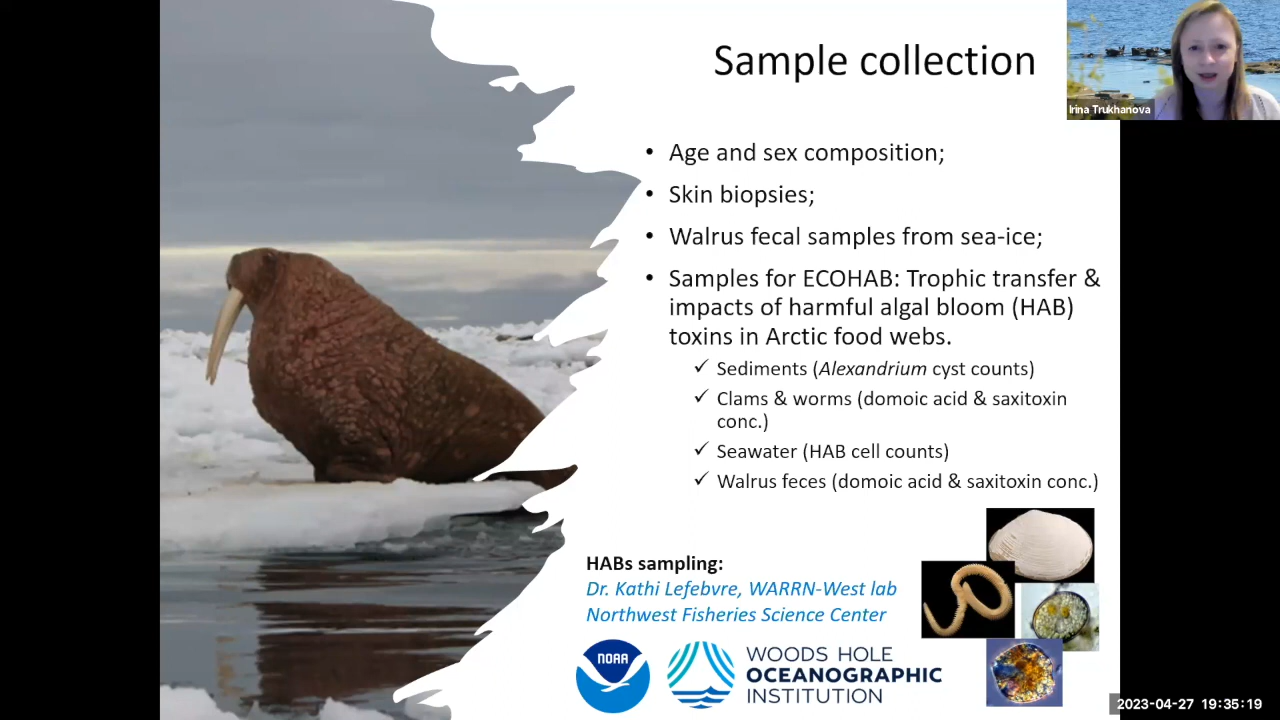 Sample collection
Irina Trukhanova
• Age and sex composition;
• Skin biopsies;
• Walrus fecal samples from sea-ice;
• Samples for ECOHAB: Trophic transfer &
impacts of harmful algal bloom (HAB)
toxins in Arctic food webs.
✓ Sediments (Alexandrium cyst counts)
✓ Clams & worms (domoic acid & saxitoxin
conc.)
✓ Seawater (HAB cell counts)
✓ Walrus feces (domoic acid & saxitoxin conc.)
HABs sampling:
Dr. Kathi Lefebvre, WARRN-West lab
Northwest Fisheries Science Center
NOAA
WOODS HOLE
OCEANOGRAPHIC
INSTITUTION
2023-04-27 19:35:19